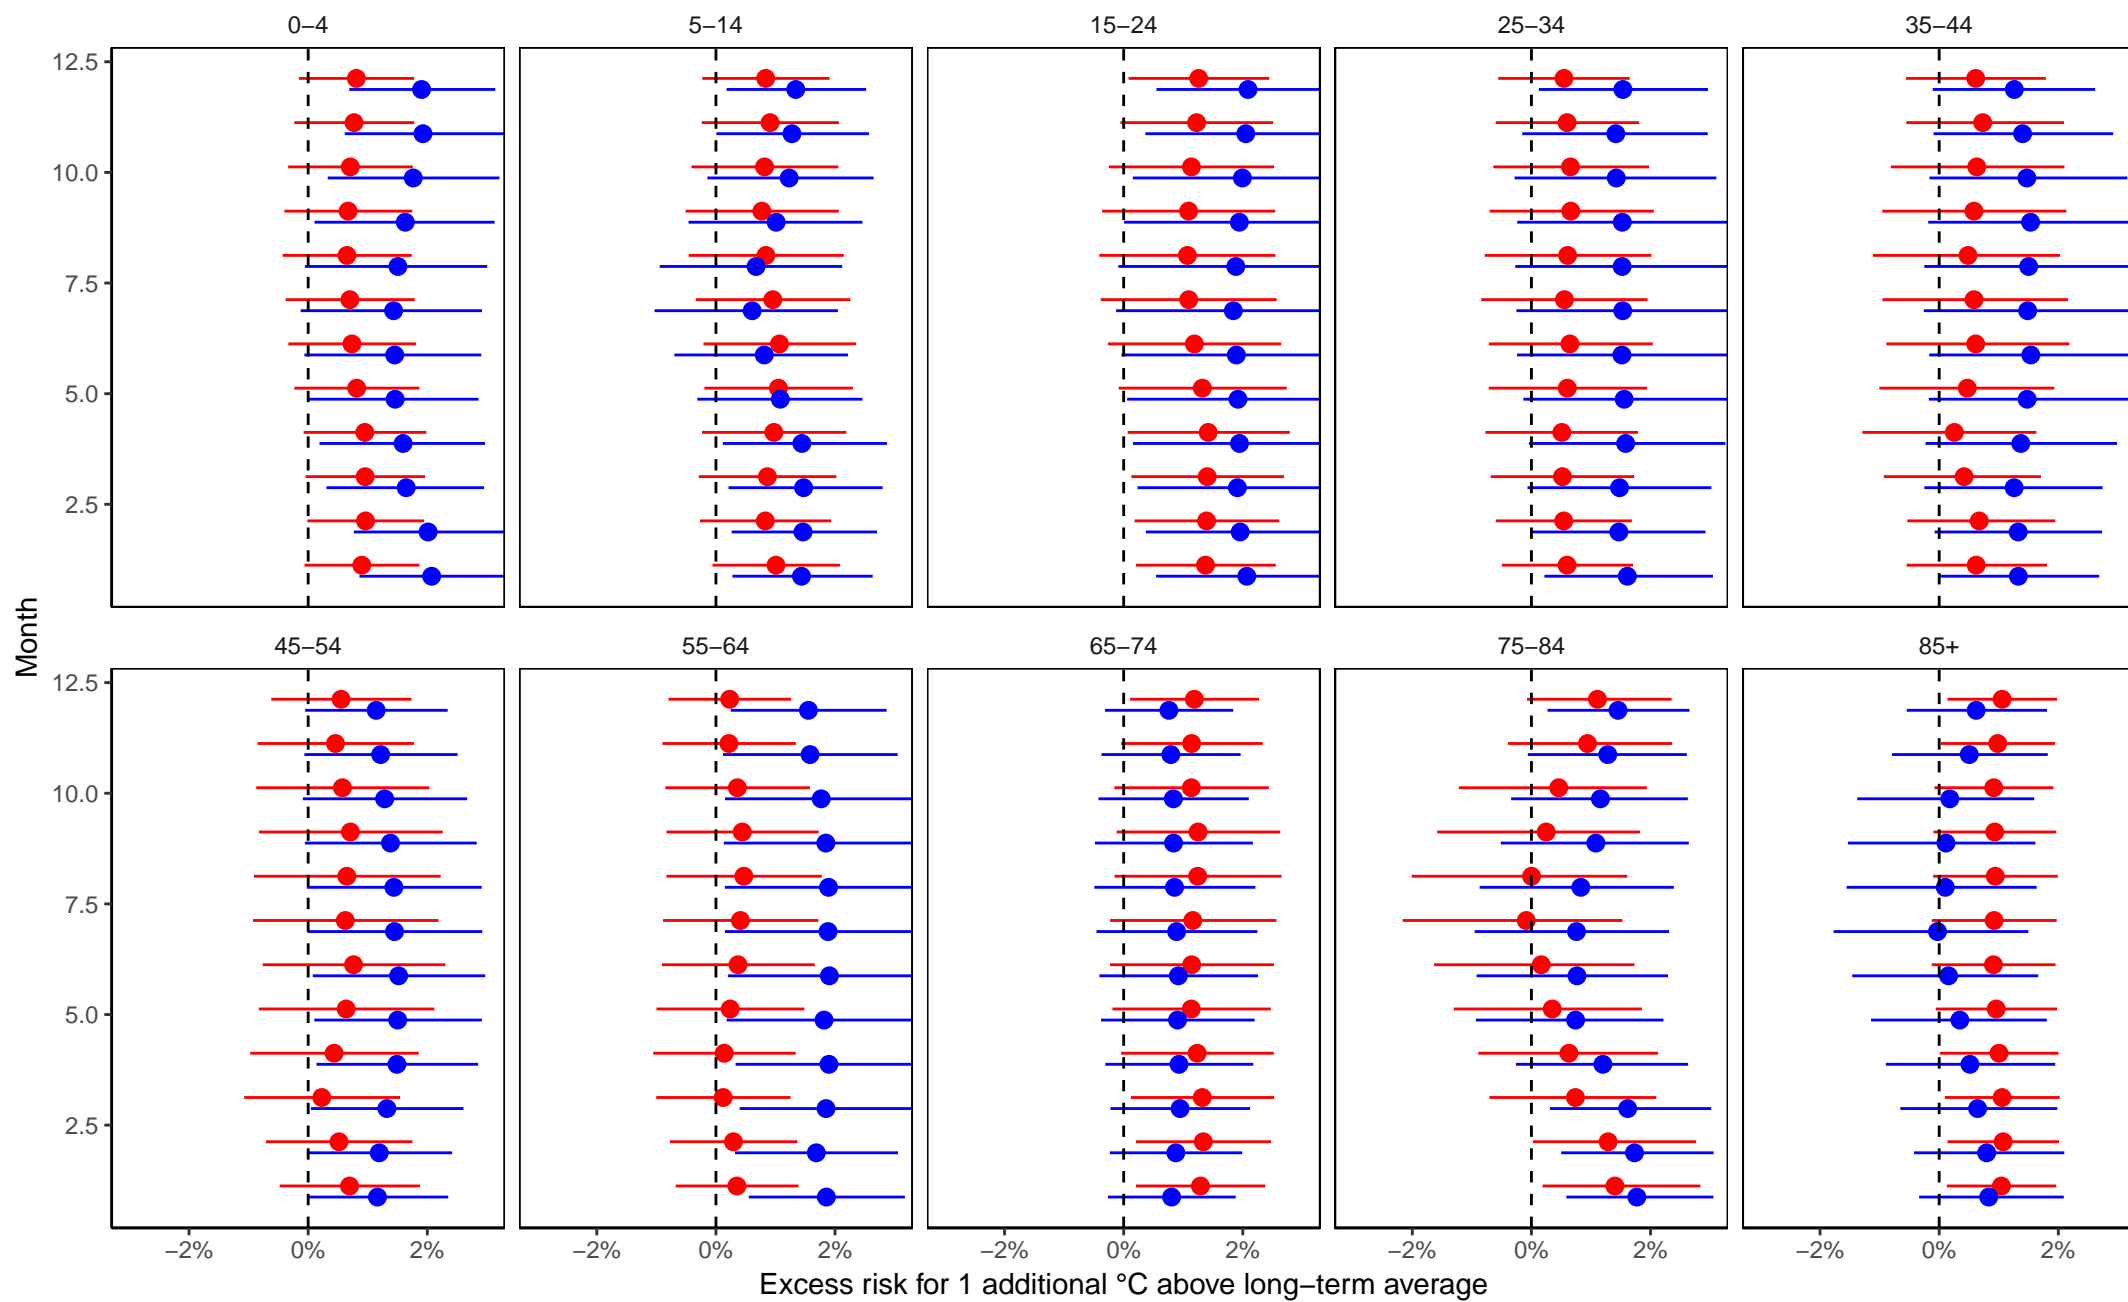 0−4 5−14 15−24 25−34 35−44
12.5
10.0
7.5
5.0
2.5
Month
45−54 55−64 65−74 75−84 85+
12.5
10.0
7.5
5.0
2.5
−2% 0% 2% −2% 0% 2% −2% 0% 2% −2% 0% 2% −2% 0% 2%
Excess risk for 1 additional °C above long−term average